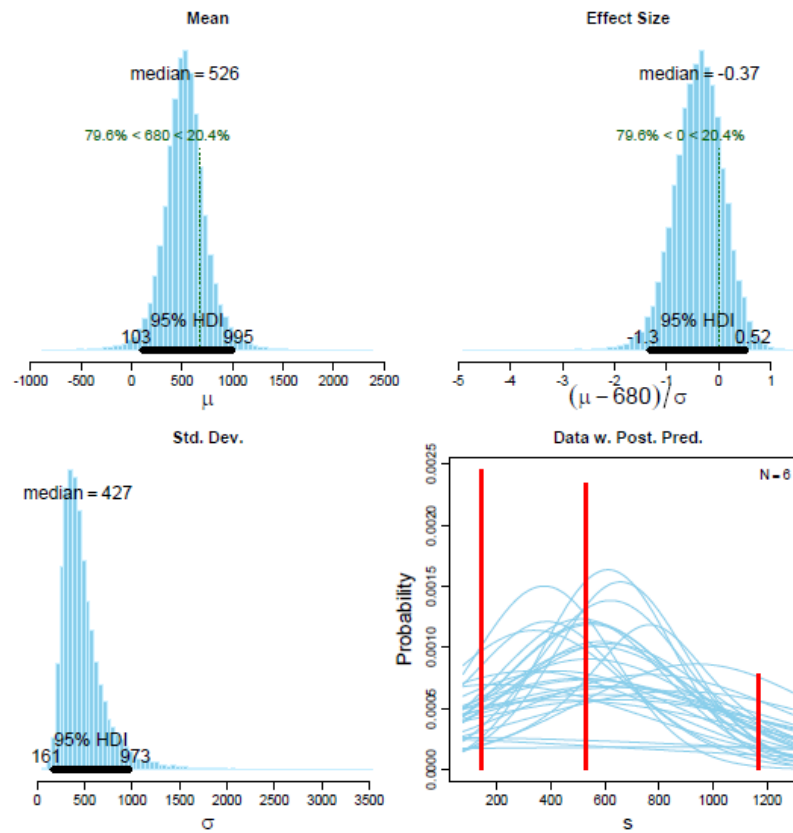 Mean
median = 526
79.6% < 680 < 20.4%
95% HDI
103 995
-1000 0 500 1000 1500 2000 2500
μ
Effect Size
median = -0.37
79.6% < 0 < 20.4%
95% HDI
-1.3 0.52
-5 -4 -3 -2 -1 0 1
(μ − 680)/σ
Std. Dev.
median = 427
95% HDI
161 973
0 500 1000 1500 2000 2500 3000 3500
σ
Data w. Post. Pred.
N = 6
Probability
0.0000 0.0005 0.0010 0.0015 0.0020 0.0025
200 400 600 800 1000 1200
s